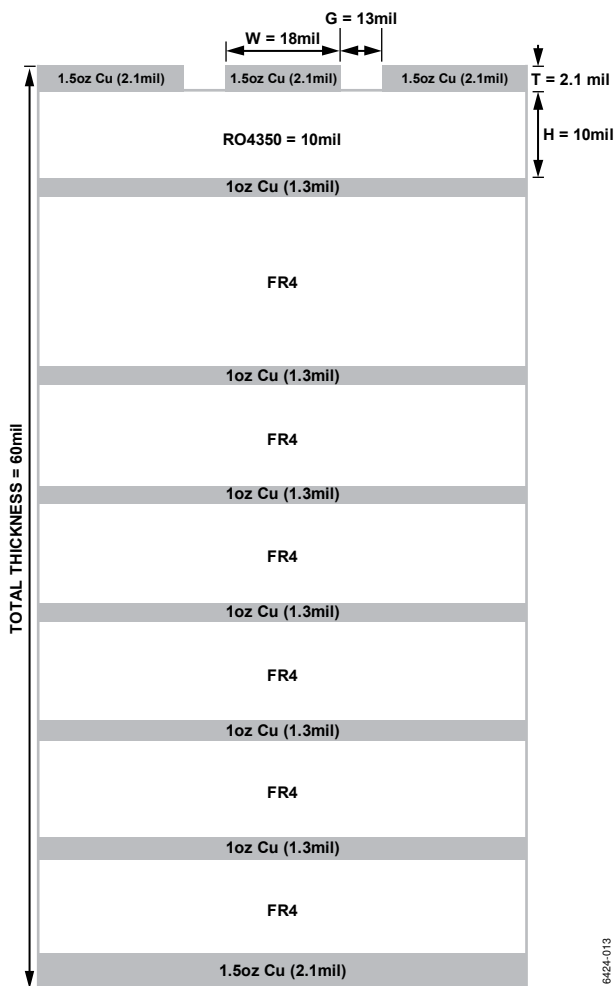 G = 13mil
W = 18mil
1.5oz Cu (2.1mil)
1.5oz Cu (2.1mil)
1.5oz Cu (2.1mil)
T = 2.1 mil
RO4350 = 10mil
H = 10mil
1oz Cu (1.3mil)
FR4
1oz Cu (1.3mil)
FR4
1oz Cu (1.3mil)
FR4
1oz Cu (1.3mil)
FR4
1oz Cu (1.3mil)
FR4
1oz Cu (1.3mil)
FR4
1.5oz Cu (2.1mil)
TOTAL THICKNESS = 60mil
6424-013